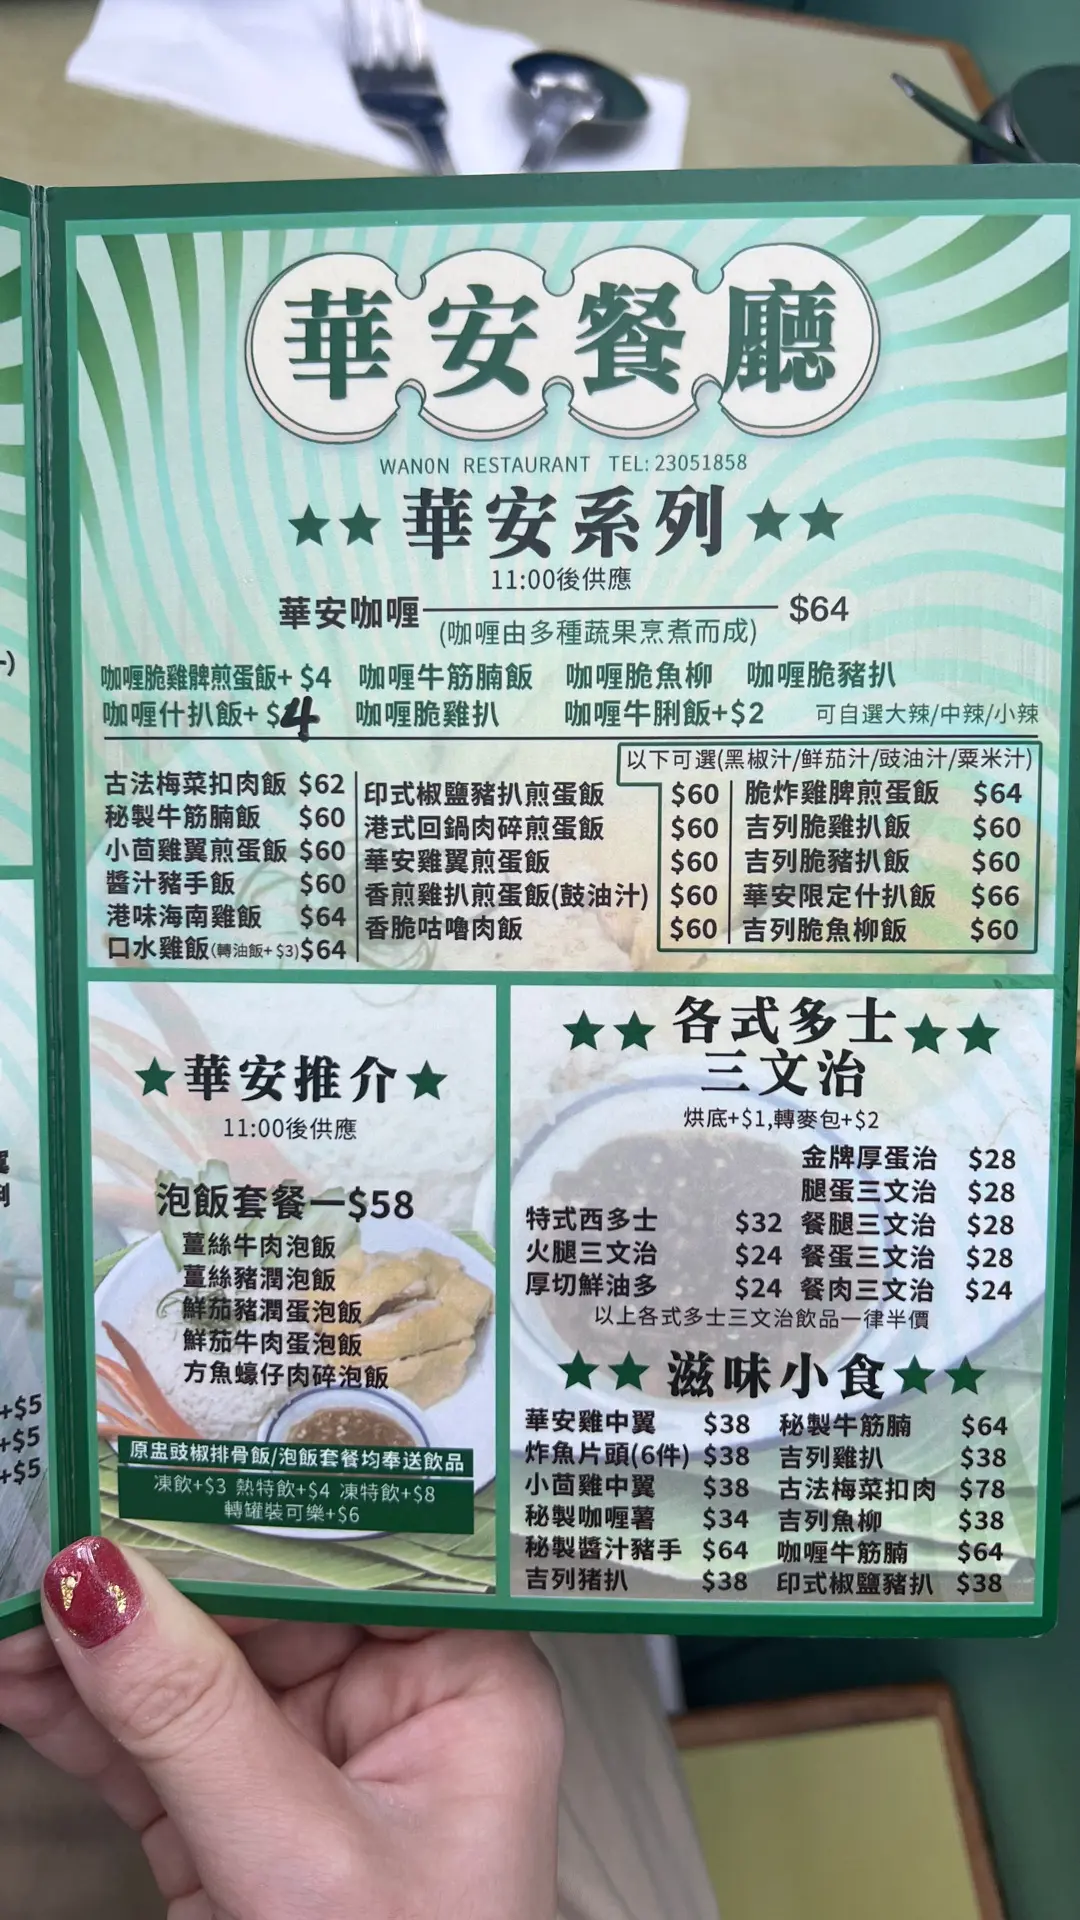 華安餐廳
WANON RESTAURANT TEL: 23051858
★★ 華安系列 ★★
11:00後供應
華安咖喱 $64
(咖喱由多種蔬果烹煮而成)
咖喱脆雞髀煎蛋飯+ $4 咖喱牛筋腩飯 咖喱脆魚柳 咖喱脆豬扒
咖喱什扒飯+ $4 咖喱脆雞扒 咖喱牛脷飯+$2 可自選大辣/中辣/小辣
古法梅菜扣肉飯 $62
秘製牛筋腩飯 $60
小茴雞翼煎蛋飯 $60
醬汁豬手飯 $60
港味海南雞飯 $64
口水雞飯(轉油飯+ $3) $64
印式椒鹽豬扒煎蛋飯 $60
港式回鍋肉碎煎蛋飯 $60
華安雞翼煎蛋飯 $60
香煎雞扒煎蛋飯(鼓油汁) $60
香脆咕嚕肉飯 $60
以下可選(黑椒汁/鮮茄汁/豉油汁/粟米汁)
脆炸雞脾煎蛋飯 $64
吉列脆雞扒飯 $60
吉列脆豬扒飯 $60
華安限定什扒飯 $66
吉列脆魚柳飯 $60
★華安推介★
11:00後供應
泡飯套餐一$58
薑絲牛肉泡飯
薑絲豬潤泡飯
鮮茄豬潤蛋泡飯
鮮茄牛肉蛋泡飯
方魚蠔仔肉碎泡飯
原盅豉椒排骨飯/泡飯套餐均奉送飲品
凍飲+$3 熱特飲+$4 凍特飲+$8
轉罐裝可樂+$6
★★ 各式多士 ★★
三文治
烘底+$1,轉麥包+$2
特式西多士 $32
火腿三文治 $24
厚切鮮油多 $24
金牌厚蛋治 $28
腿蛋三文治 $28
餐腿三文治 $28
餐蛋三文治 $28
餐肉三文治 $24
以上各式多士三文治飲品一律半價
★★ 滋味小食 ★★
華安雞中翼 $38
炸魚片頭(6件) $38
小茴雞中翼 $38
秘製咖喱薯 $34
秘製醬汁豬手 $64
吉列猪扒 $38
秘製牛筋腩 $64
吉列雞扒 $38
古法梅菜扣肉 $78
吉列魚柳 $38
咖喱牛筋腩 $64
印式椒鹽豬扒 $38
+$5
+$5
+$5